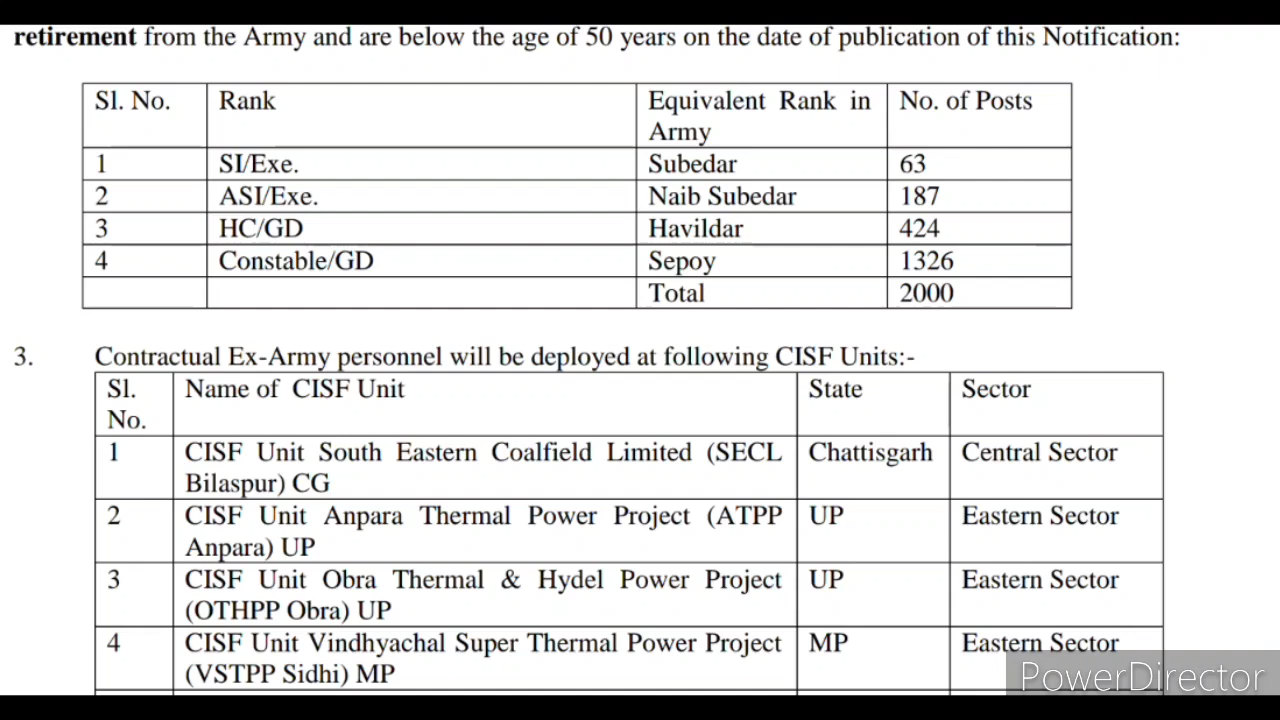 retirement from the Army and are below the age of 50 years on the date of publication of this Notification:
Sl. No. Rank Equivalent Rank in Army No. of Posts
1 SI/Exe. Subedar 63
2 ASI/Exe. Naib Subedar 187
3 HC/GD Havildar 424
4 Constable/GD Sepoy 1326
Total 2000
3. Contractual Ex-Army personnel will be deployed at following CISF Units:-
Sl. No. Name of CISF Unit State Sector
1 CISF Unit South Eastern Coalfield Limited (SECL Chattisgarh Central Sector
Bilaspur) CG
2 CISF Unit Anpara Thermal Power Project (ATPP UP Eastern Sector
Anpara) UP
3 CISF Unit Obra Thermal & Hydel Power Project UP Eastern Sector
(OTHPP Obra) UP
4 CISF Unit Vindhyachal Super Thermal Power Project MP Eastern Sector
(VSTPP Sidhi) MP
PowerDirector